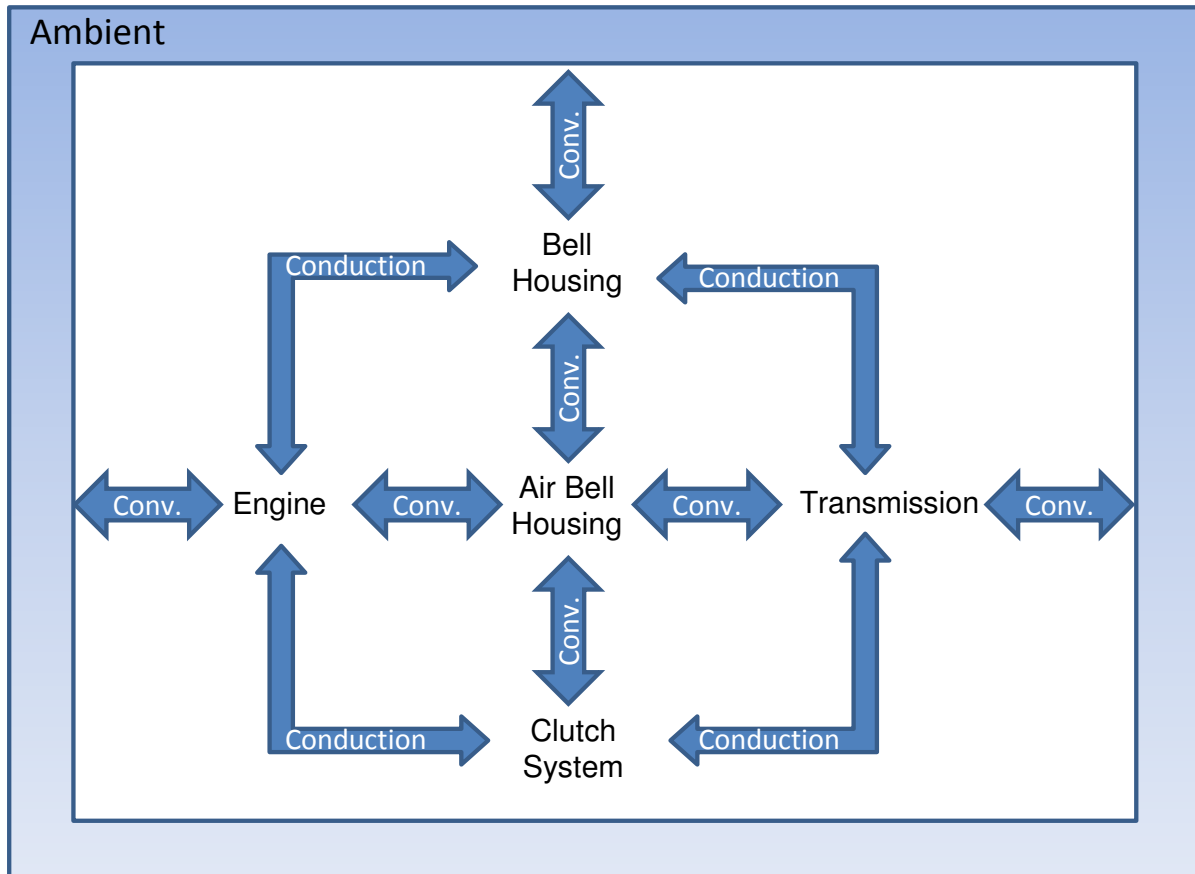 Ambient
Conv.
Bell
Housing
Conduction
Conduction
Conv.
Conv.
Engine
Conv.
Air Bell
Housing
Conv.
Transmission
Conv.
Conv.
Clutch
System
Conduction
Conduction